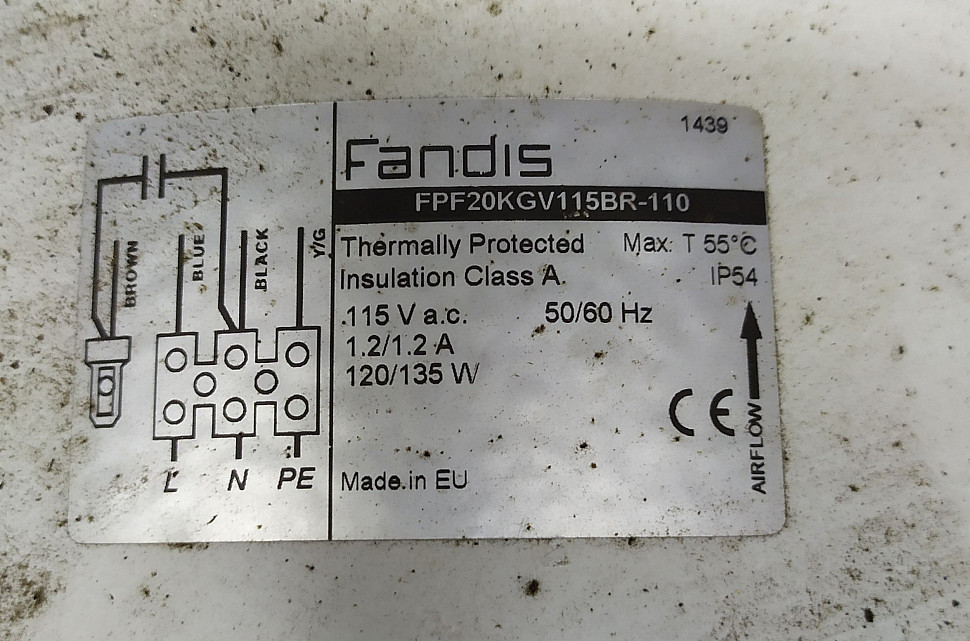 1439
Fandis
FPF20KGV115BR-110
Thermally Protected Max. T 55°C
Insulation Class A. IP54
115 V a.c. 50/60 Hz
1.2/1.2 A
120/135 W
CE
AIRFLOW
Made in EU
BROWN
BLUE
BLACK
Y/G
L N PE